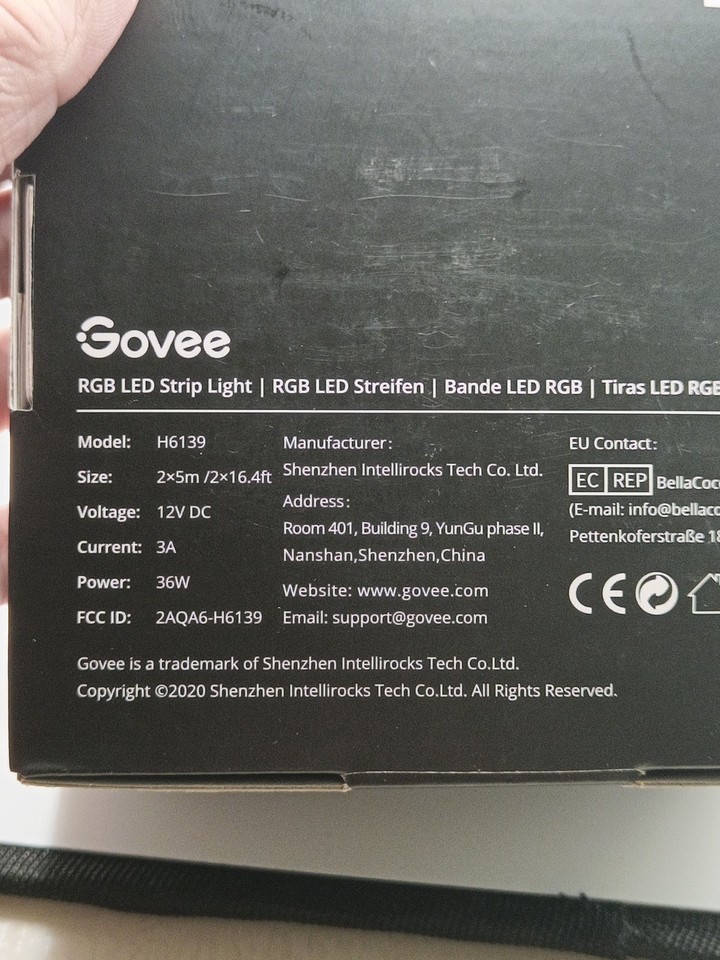 Govee
RGB LED Strip Light | RGB LED Streifen | Bande LED RGB | Tiras LED RGB
Model: H6139
Size: 2×5m /2×16.4ft
Voltage: 12V DC
Current: 3A
Power: 36W
FCC ID: 2AQA6-H6139
Manufacturer:
Shenzhen Intellirocks Tech Co. Ltd.
Address:
Room 401, Building 9, YunGu phase II,
Nanshan,Shenzhen,China
Website: www.govee.com
Email: support@govee.com
EU Contact:
EC REP
(E-mail:
Pettenkoferstraße
CE
Govee is a trademark of Shenzhen Intellirocks Tech Co.Ltd.
Copyright ©2020 Shenzhen Intellirocks Tech Co.Ltd. All Rights Reserved.